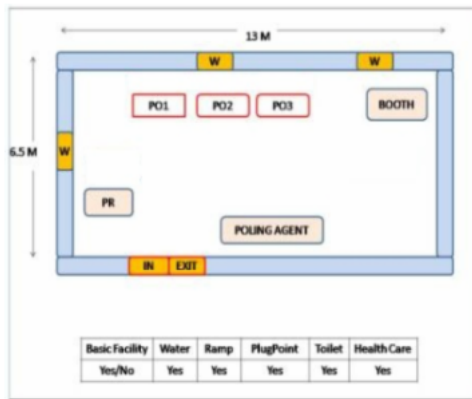 13 M
W W
PO1 PO2 PO3 BOOTH
6.5 M
W
PR
POLING AGENT
IN EXIT
Basic Facility Water Ramp PlugPoint Toilet Health Care
Yes/No Yes Yes Yes Yes Yes